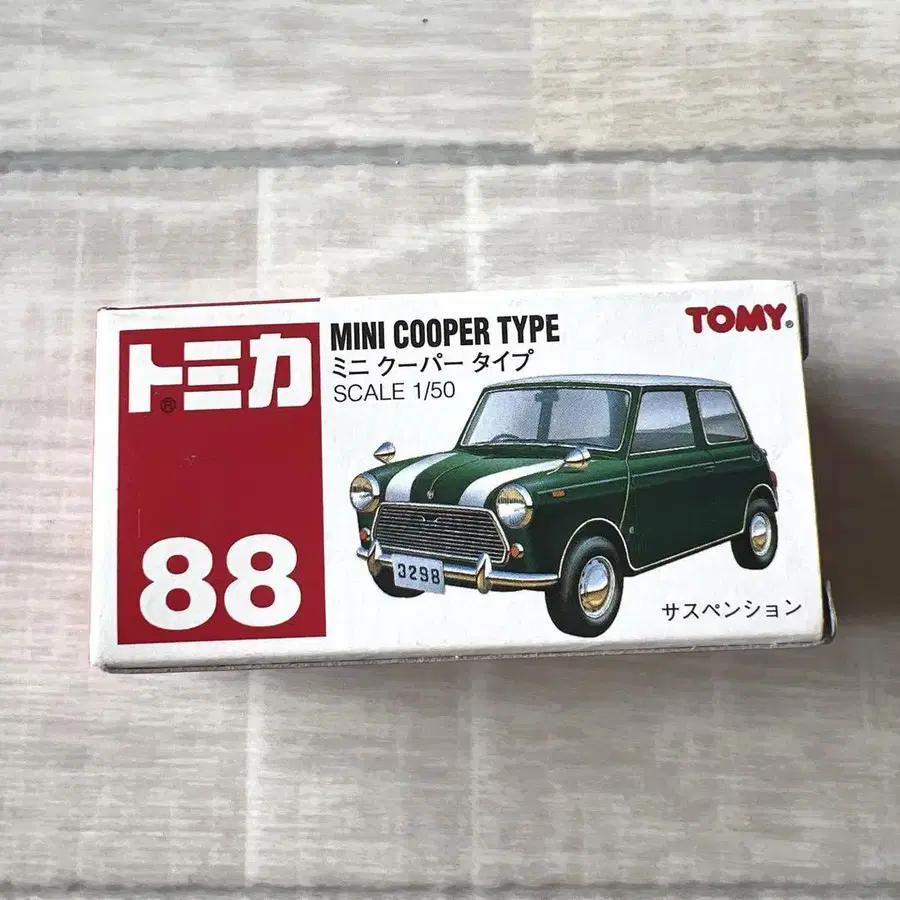 トミカ®
88
MINI COOPER TYPE
ミニ クーパー タイプ
SCALE 1/50
TOMY®
3298
サスペンション